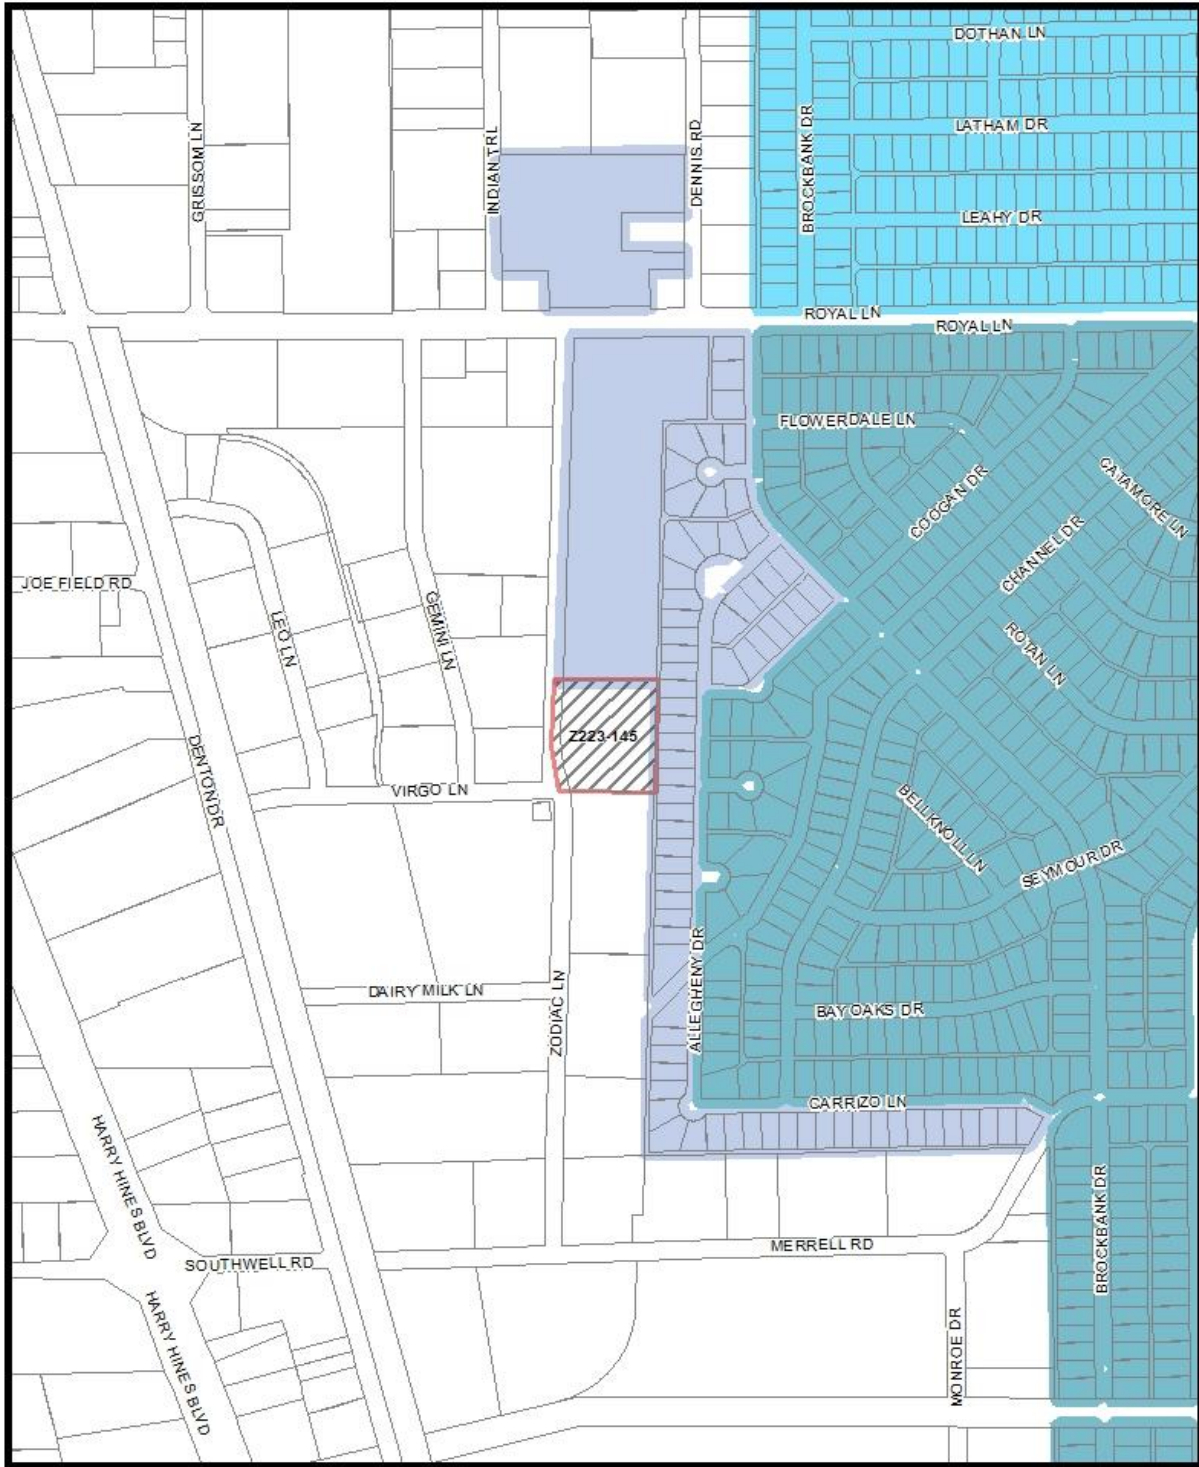 DOTHAN LN
GRISSOM LN
INDIAN TRL
DENNIS RD
BROCKBANK DR
LATHAM DR
LEAHY DR
ROYAL LN
ROYAL LN
FLOWERDALE LN
COOGAN DR
CATAMORE LN
CHANNEL DR
JOE FIELD RD
LEO LN
GEMINI LN
ROTAN LN
Z223-145
DENTON DR
VIRGO LN
BELLKNOLL LN
SEYMOUR DR
DAIRY MILK LN
ZODIAC LN
ALLEGHENY DR
BAY OAKS DR
CARRIZO LN
HARRY HINES BLVD
BROCKBANK DR
MERRELL RD
SOUTHWELL RD
HARRY HINES BLVD
MONROE DR